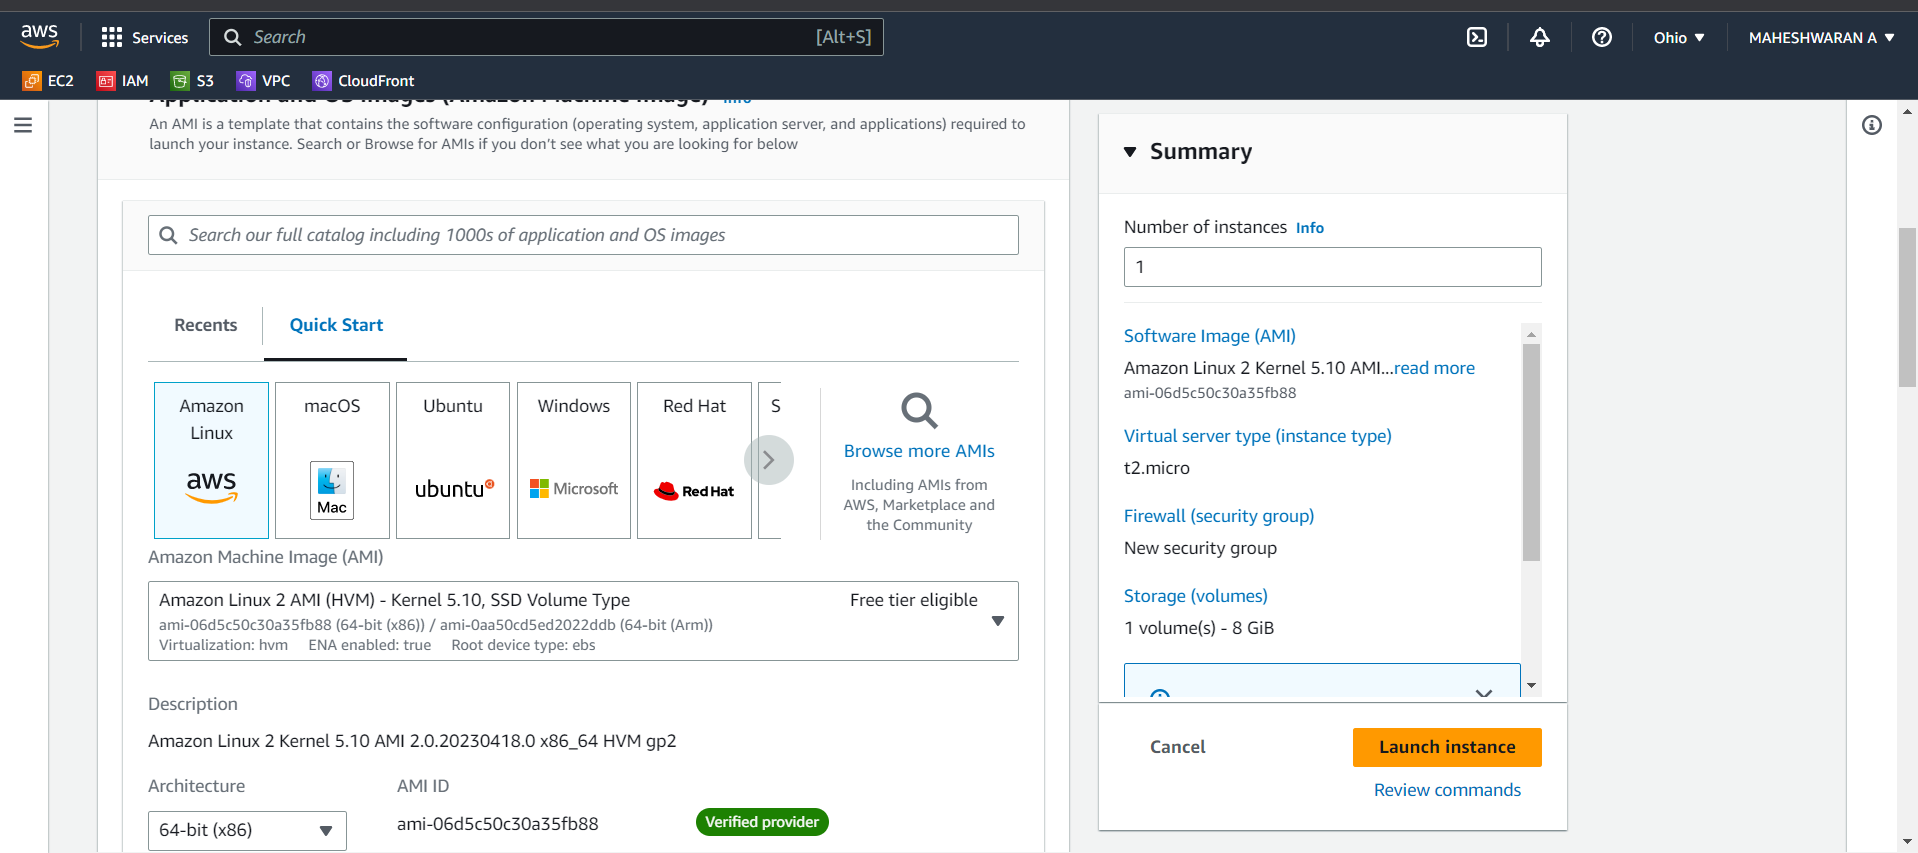 aws
Services
Search
[Alt+S]
Ohio
MAHESHWARAN A
EC2
IAM
S3
VPC
CloudFront
Application and OS Images (Amazon Machine Image) Info
An AMI is a template that contains the software configuration (operating system, application server, and applications) required to
launch your instance. Search or Browse for AMIs if you don't see what you are looking for below
Search our full catalog including 1000s of application and OS images
Recents
Quick Start
Amazon
Linux
aws
macOS
Mac
Ubuntu
ubuntu
Windows
Microsoft
Red Hat
Red Hat
S
Browse more AMIs
Including AMIs from
AWS, Marketplace and
the Community
Amazon Machine Image (AMI)
Amazon Linux 2 AMI (HVM) - Kernel 5.10, SSD Volume Type
Free tier eligible
ami-06d5c50c30a35fb88 (64-bit (x86)) / ami-0aa50cd5ed2022ddb (64-bit (Arm))
Virtualization: hvm ENA enabled: true Root device type: ebs
Description
Amazon Linux 2 Kernel 5.10 AMI 2.0.20230418.0 x86_64 HVM gp2
Architecture
AMI ID
64-bit (x86)
ami-06d5c50c30a35fb88
Verified provider
Summary
Number of instances Info
1
Software Image (AMI)
Amazon Linux 2 Kernel 5.10 AMI...read more
ami-06d5c50c30a35fb88
Virtual server type (instance type)
t2.micro
Firewall (security group)
New security group
Storage (volumes)
1 volume(s) - 8 GiB
Cancel
Launch instance
Review commands